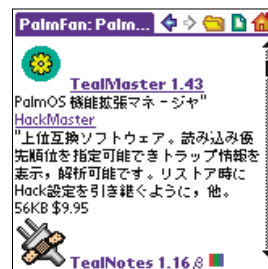 PalmFan: Palm...
TealMaster 1.43
PalmOS 機能拡張マネージャ"
HackMaster
"上位互換ソフトウェア。読み込み優
先順位を指定可能できトラップ情報を
表示，解析可能です。リストア時に
Hack設定を引き継ぐように，他。
56KB $9.95
TealNotes 1.16